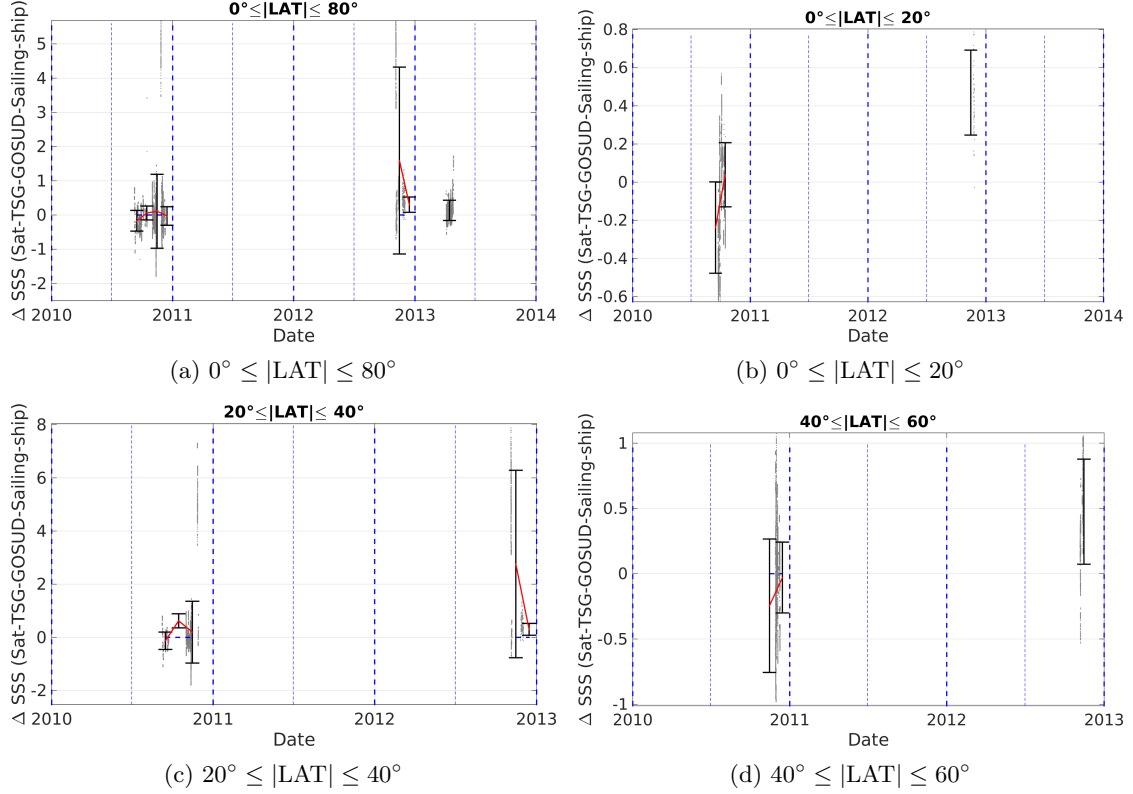 0°≤|LAT|≤ 80°
Δ SSS (Sat-TSG-GOSUD-Sailing-ship)
5
4
3
2
1
0
-1
-2
2010 2011 2012 2013 2014
Date
(a) 0° ≤ |LAT| ≤ 80°
0°≤|LAT|≤ 20°
Δ SSS (Sat-TSG-GOSUD-Sailing-ship)
0.8
0.6
0.4
0.2
0
-0.2
-0.4
-0.6
2010 2011 2012 2013 2014
Date
(b) 0° ≤ |LAT| ≤ 20°
20°≤|LAT|≤ 40°
Δ SSS (Sat-TSG-GOSUD-Sailing-ship)
8
6
4
2
0
-2
2010 2011 2012 2013
Date
(c) 20° ≤ |LAT| ≤ 40°
40°≤|LAT|≤ 60°
Δ SSS (Sat-TSG-GOSUD-Sailing-ship)
1
0.5
0
-0.5
-1
2010 2011 2012 2013
Date
(d) 40° ≤ |LAT| ≤ 60°